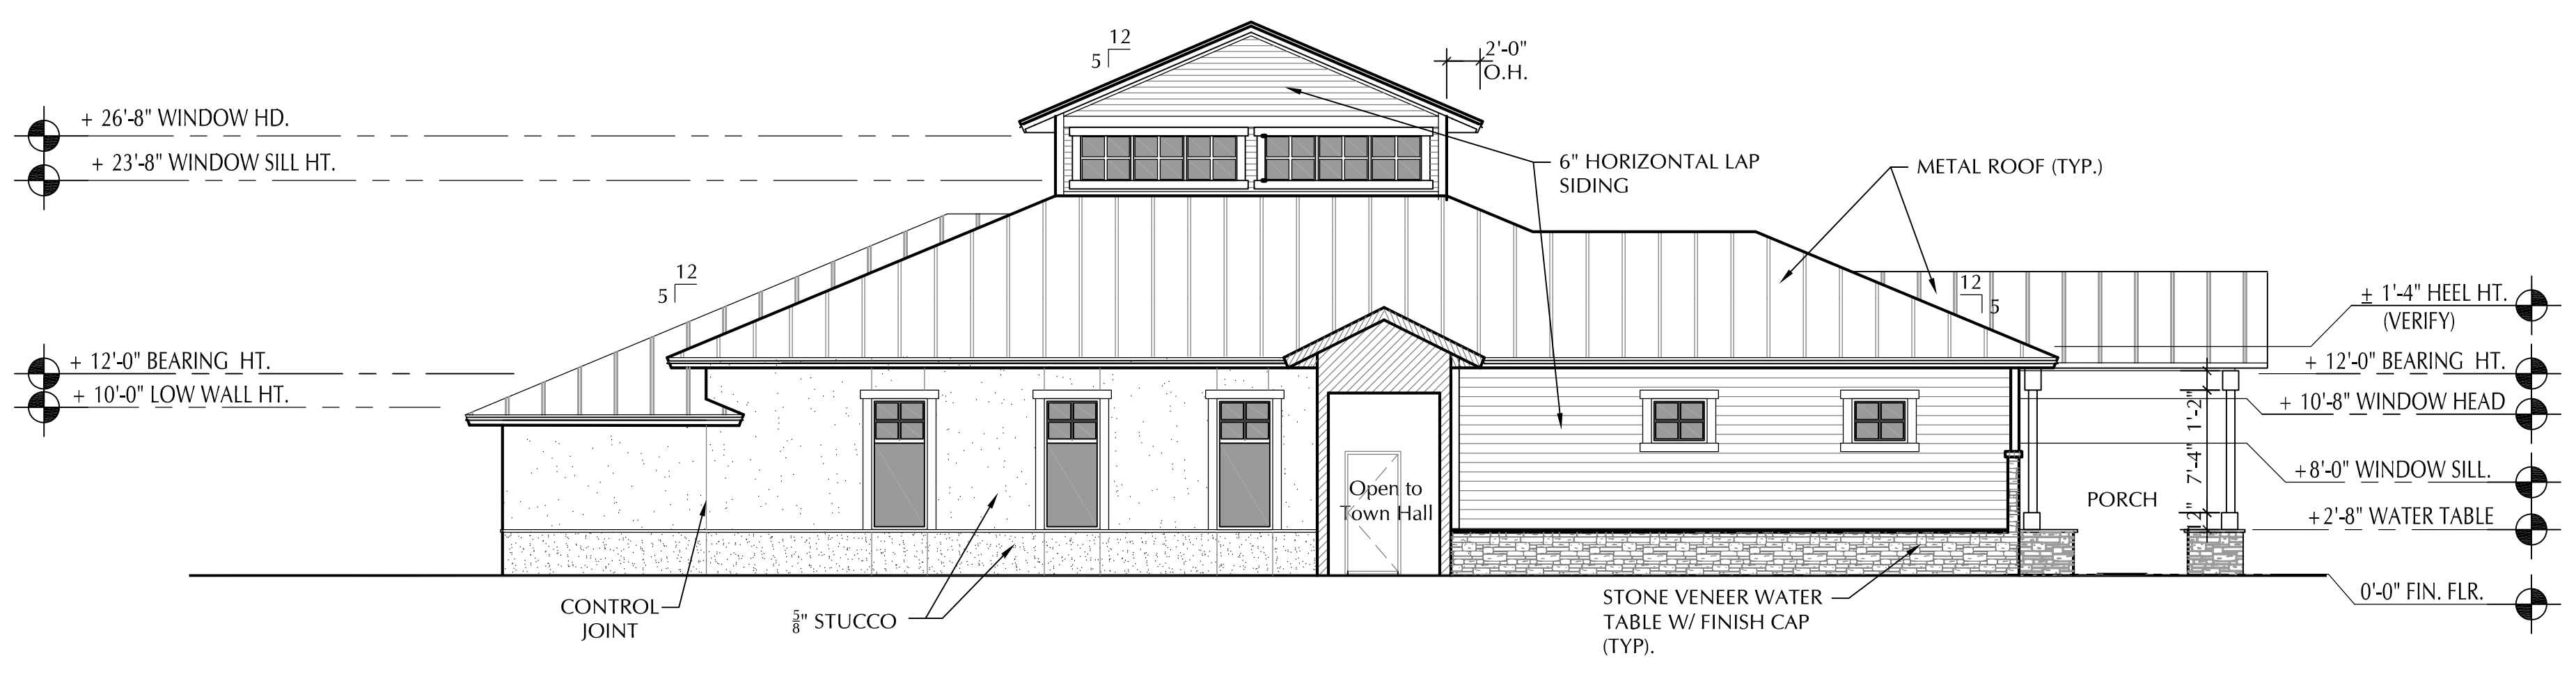 12
5
2'-0"
O.H.
+ 26'-8" WINDOW HD.
+ 23'-8" WINDOW SILL HT.
6" HORIZONTAL LAP
SIDING
METAL ROOF (TYP.)
12
5
12
5
± 1'-4" HEEL HT.
(VERIFY)
+ 12'-0" BEARING HT.
+ 10'-0" LOW WALL HT.
+ 12'-0" BEARING HT.
+ 10'-8" WINDOW HEAD
+8'-0" WINDOW SILL.
+2'-8" WATER TABLE
0'-0" FIN. FLR.
1'-2"
7'-4"
12"
PORCH
Open to
Town Hall
CONTROL
JOINT
5/8" STUCCO
STONE VENEER WATER
TABLE W/ FINISH CAP
(TYP).